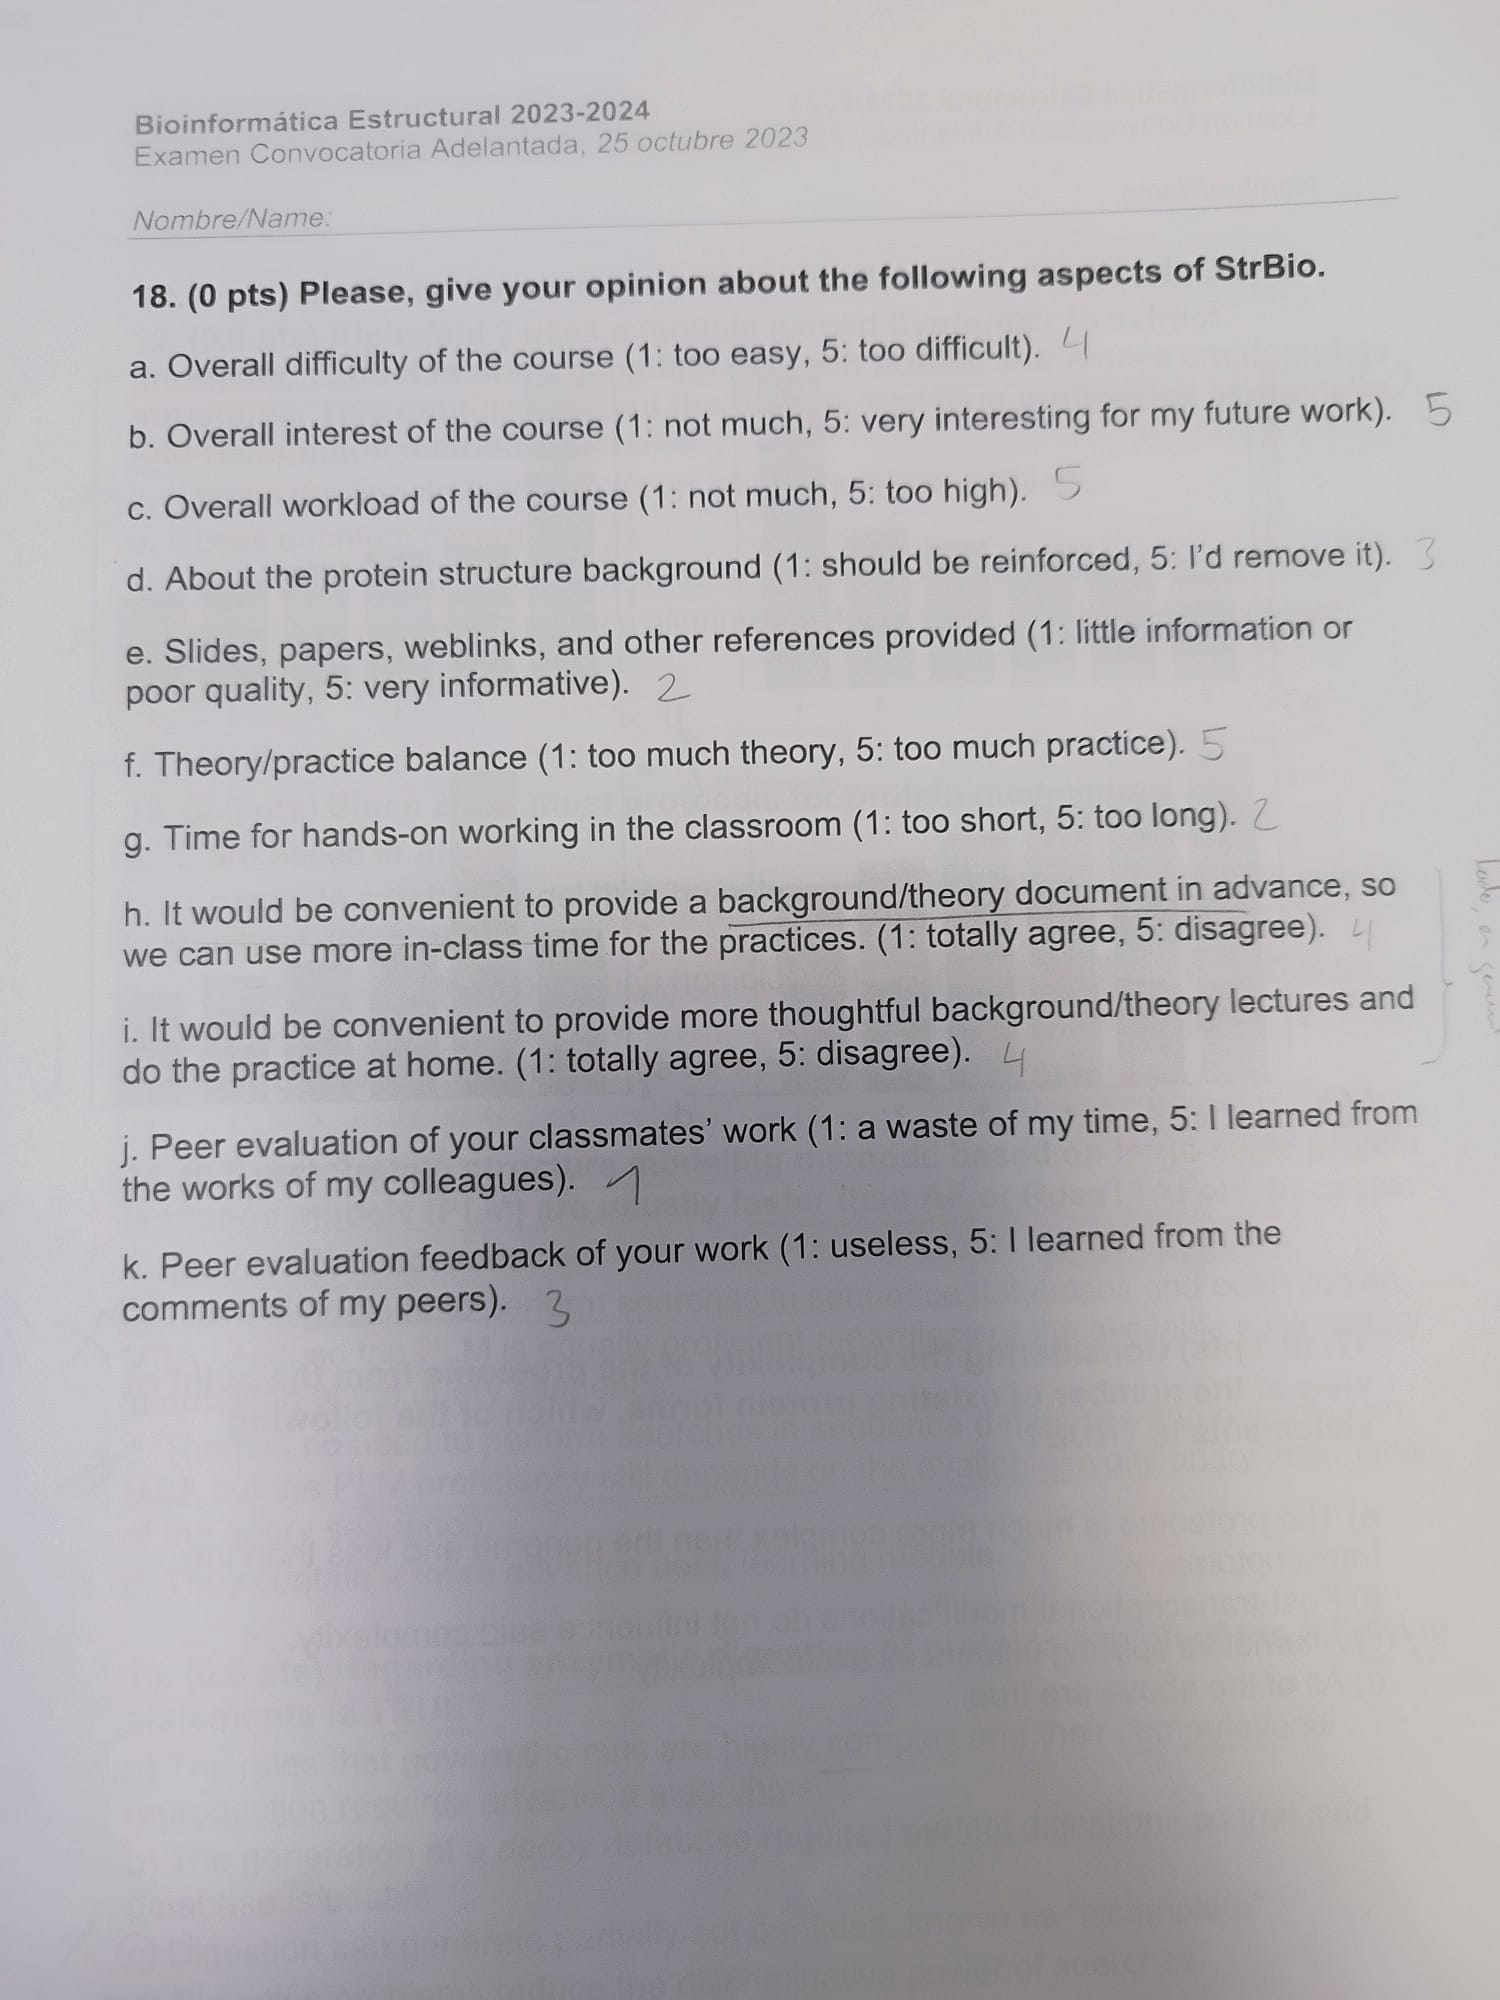 Bioinformática Estructural 2023-2024
Examen Convocatoria Adelantada, 25 octubre 2023
Nombre/Name:
18. (0 pts) Please, give your opinion about the following aspects of StrBio.
a. Overall difficulty of the course (1: too easy, 5: too difficult). 4
b. Overall interest of the course (1: not much, 5: very interesting for my future work). 5
c. Overall workload of the course (1: not much, 5: too high). 5
d. About the protein structure background (1: should be reinforced, 5: I'd remove it). 3
e. Slides, papers, weblinks, and other references provided (1: little information or
poor quality, 5: very informative). 2
f. Theory/practice balance (1: too much theory, 5: too much practice). 5
g. Time for hands-on working in the classroom (1: too short, 5: too long). 2
h. It would be convenient to provide a background/theory document in advance, so
we can use more in-class time for the practices. (1: totally agree, 5: disagree). 4
i. It would be convenient to provide more thoughtful background/theory lectures and
do the practice at home. (1: totally agree, 5: disagree). 4
j. Peer evaluation of your classmates' work (1: a waste of my time, 5: I learned from
the works of my colleagues). 1
k. Peer evaluation feedback of your work (1: useless, 5: I learned from the
comments of my peers). 3